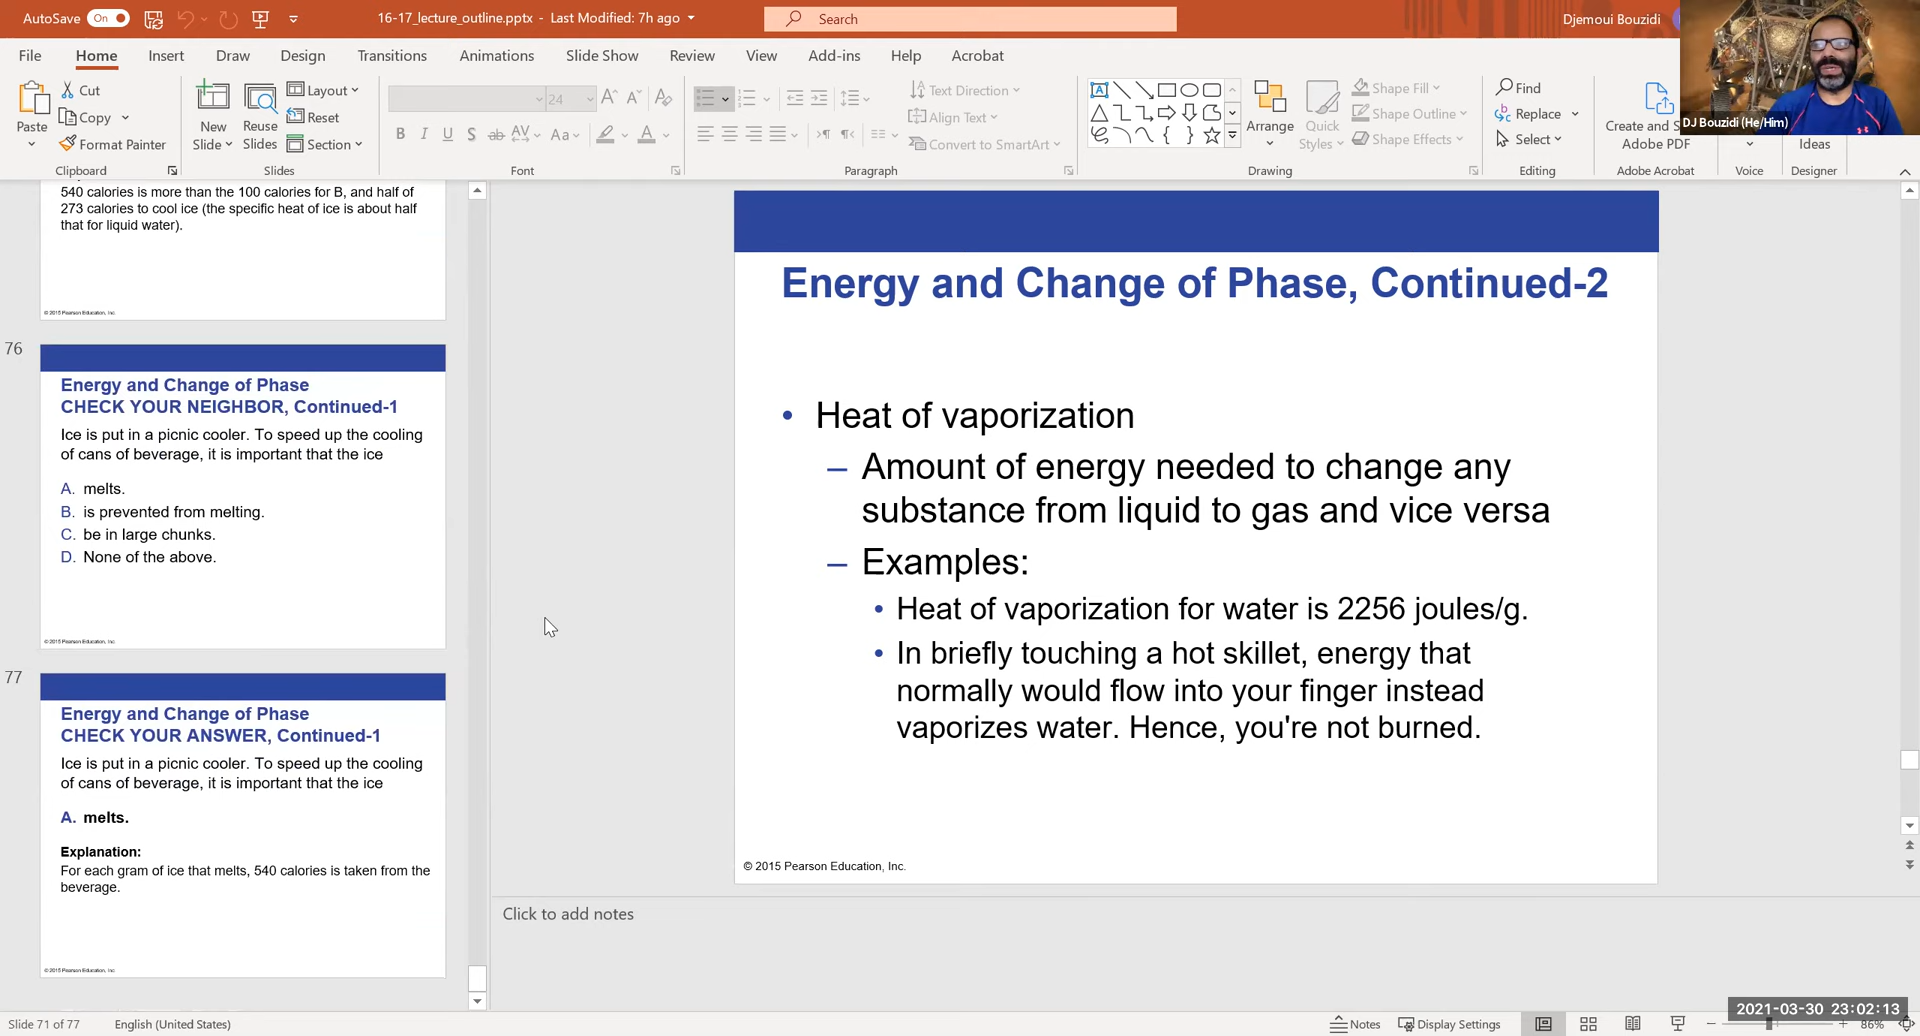 AutoSave On 16-17_lecture_outline.pptx - Last Modified: 7h ago Search Djemoui Bouzidi
File Home Insert Draw Design Transitions Animations Slide Show Review View Add-ins Help Acrobat
Paste
Cut
Copy
Format Painter
Clipboard
New Slide
Reuse Slides
Layout
Reset
Section
Slides
24
B I U S ab AV Aa A
Font
Text Direction
Align Text
Convert to SmartArt
Paragraph
Arrange
Quick Styles
Shape Fill
Shape Outline
Shape Effects
Drawing
Find
Replace
Select
Editing
Create and S
Adobe PDF
Adobe Acrobat
Voice
Ideas
Designer
DJ Bouzidi (He/Him)
540 calories is more than the 100 calories for B, and half of
273 calories to cool ice (the specific heat of ice is about half
that for liquid water).
© 2015 Pearson Education, Inc.
76
Energy and Change of Phase
CHECK YOUR NEIGHBOR, Continued-1
Ice is put in a picnic cooler. To speed up the cooling
of cans of beverage, it is important that the ice
A. melts.
B. is prevented from melting.
C. be in large chunks.
D. None of the above.
© 2015 Pearson Education, Inc.
77
Energy and Change of Phase
CHECK YOUR ANSWER, Continued-1
Ice is put in a picnic cooler. To speed up the cooling
of cans of beverage, it is important that the ice
A. melts.
Explanation:
For each gram of ice that melts, 540 calories is taken from the
beverage.
© 2015 Pearson Education, Inc.
Energy and Change of Phase, Continued-2
• Heat of vaporization
– Amount of energy needed to change any
substance from liquid to gas and vice versa
– Examples:
• Heat of vaporization for water is 2256 joules/g.
• In briefly touching a hot skillet, energy that
normally would flow into your finger instead
vaporizes water. Hence, you're not burned.
© 2015 Pearson Education, Inc.
Click to add notes
2021-03-30 23:02:13
Slide 71 of 77 English (United States) Notes Display Settings 86%